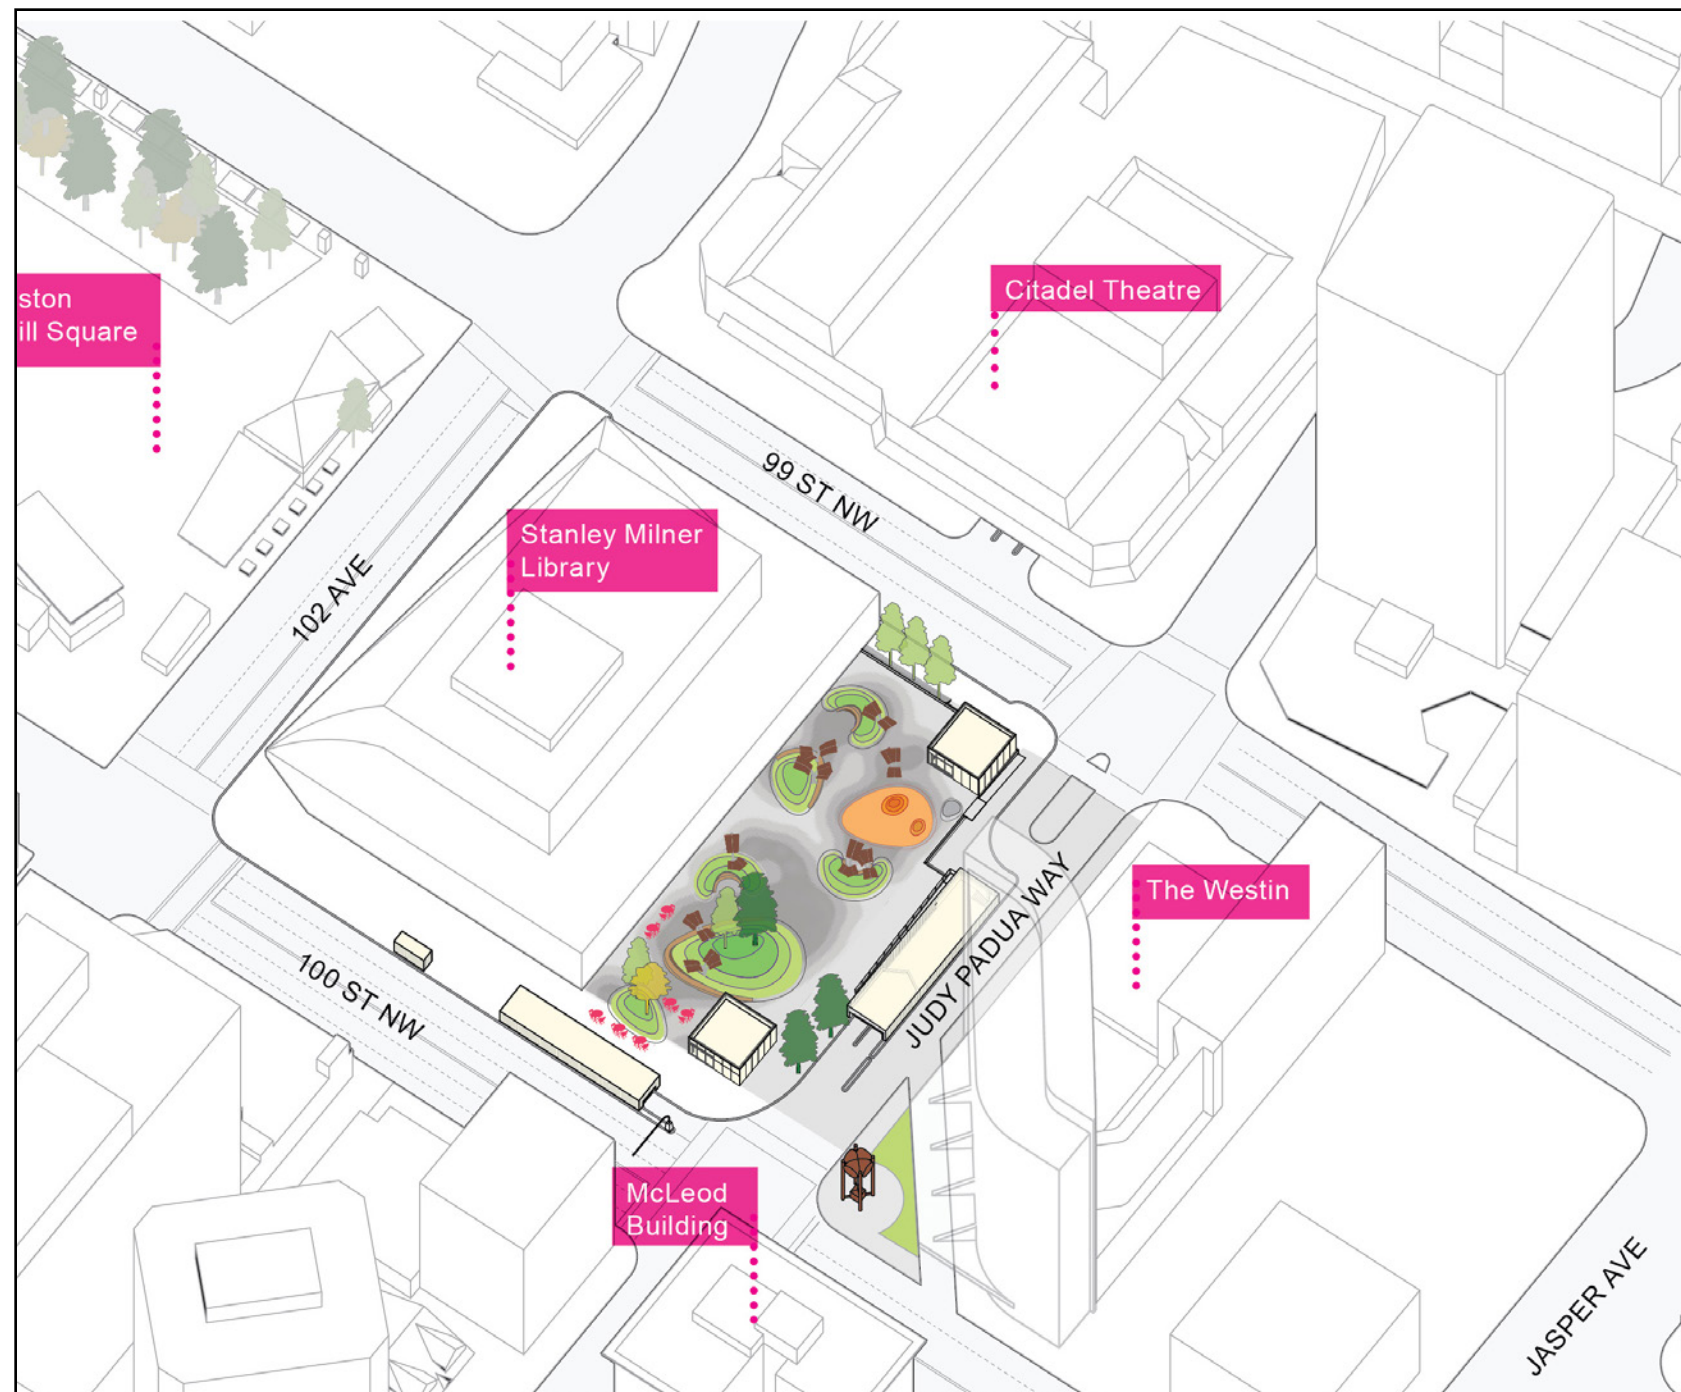 ston
ill Square
Citadel Theatre
99 ST NW
Stanley Milner
Library
102 AVE
The Westin
JUDY PADUA WAY
100 ST NW
McLeod
Building
JASPER AVE